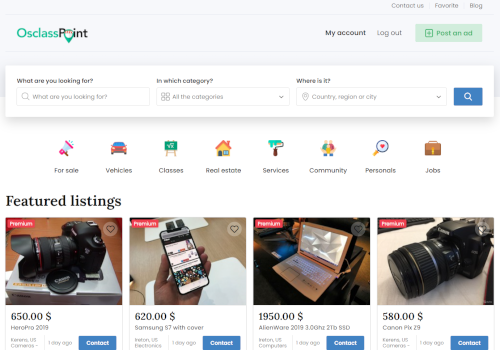 Contact us Favorite Blog
OsclassPoint
My account Log out Post an ad
What are you looking for? In which category? Where is it?
What are you looking for? All the categories Country, region or city
For sale Vehicles Classes Real estate Services Community Personals Jobs
Featured listings
Premium Premium Premium Premium
650.00 $ 620.00 $ 1950.00 $ 580.00 $
HeroPro 2019 Samsung S7 with cover AlienWare 2019 3.0Ghz 2Tb SSD Canon Pix Z9
Kerens, US Ireton, US Ireton, US Kerens, US
Cameras - 1 day ago Contact Electronics 1 day ago Contact Computers 1 day ago Contact Cameras - 1 day ago Contact